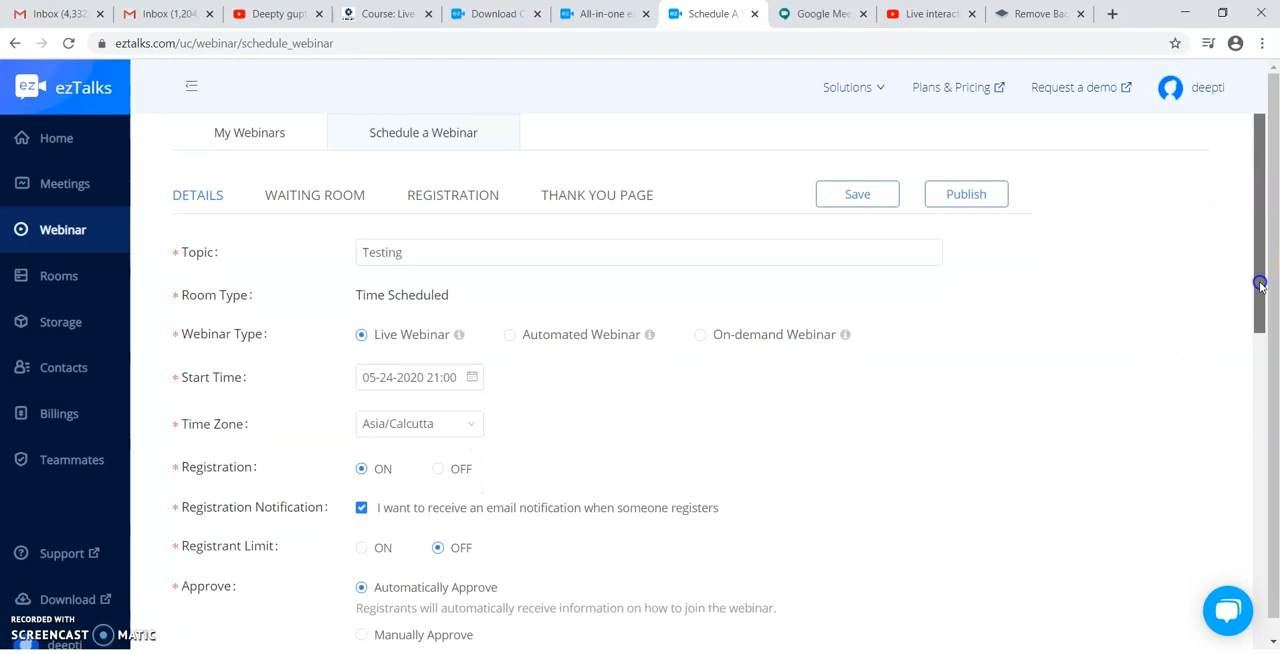 Inbox (4,332
Inbox (1,204
Deepty gupt
Course: Live
Download C
All-in-one e
Schedule A
Google Mee
Live interac
Remove Bac
eztalks.com/uc/webinar/schedule_webinar
ez ezTalks
Solutions
Plans & Pricing
Request a demo
deepti
Home
Meetings
Webinar
Rooms
Storage
Contacts
Billings
Teammates
Support
Download
RECORDED WITH
SCREENCAST MATIC
deepti
My Webinars
Schedule a Webinar
DETAILS
WAITING ROOM
REGISTRATION
THANK YOU PAGE
Save
Publish
* Topic: Testing
* Room Type: Time Scheduled
* Webinar Type: Live Webinar Automated Webinar On-demand Webinar
* Start Time: 05-24-2020 21:00
* Time Zone: Asia/Calcutta
* Registration: ON OFF
* Registration Notification: I want to receive an email notification when someone registers
* Registrant Limit: ON OFF
* Approve: Automatically Approve
Registrants will automatically receive information on how to join the webinar.
Manually Approve